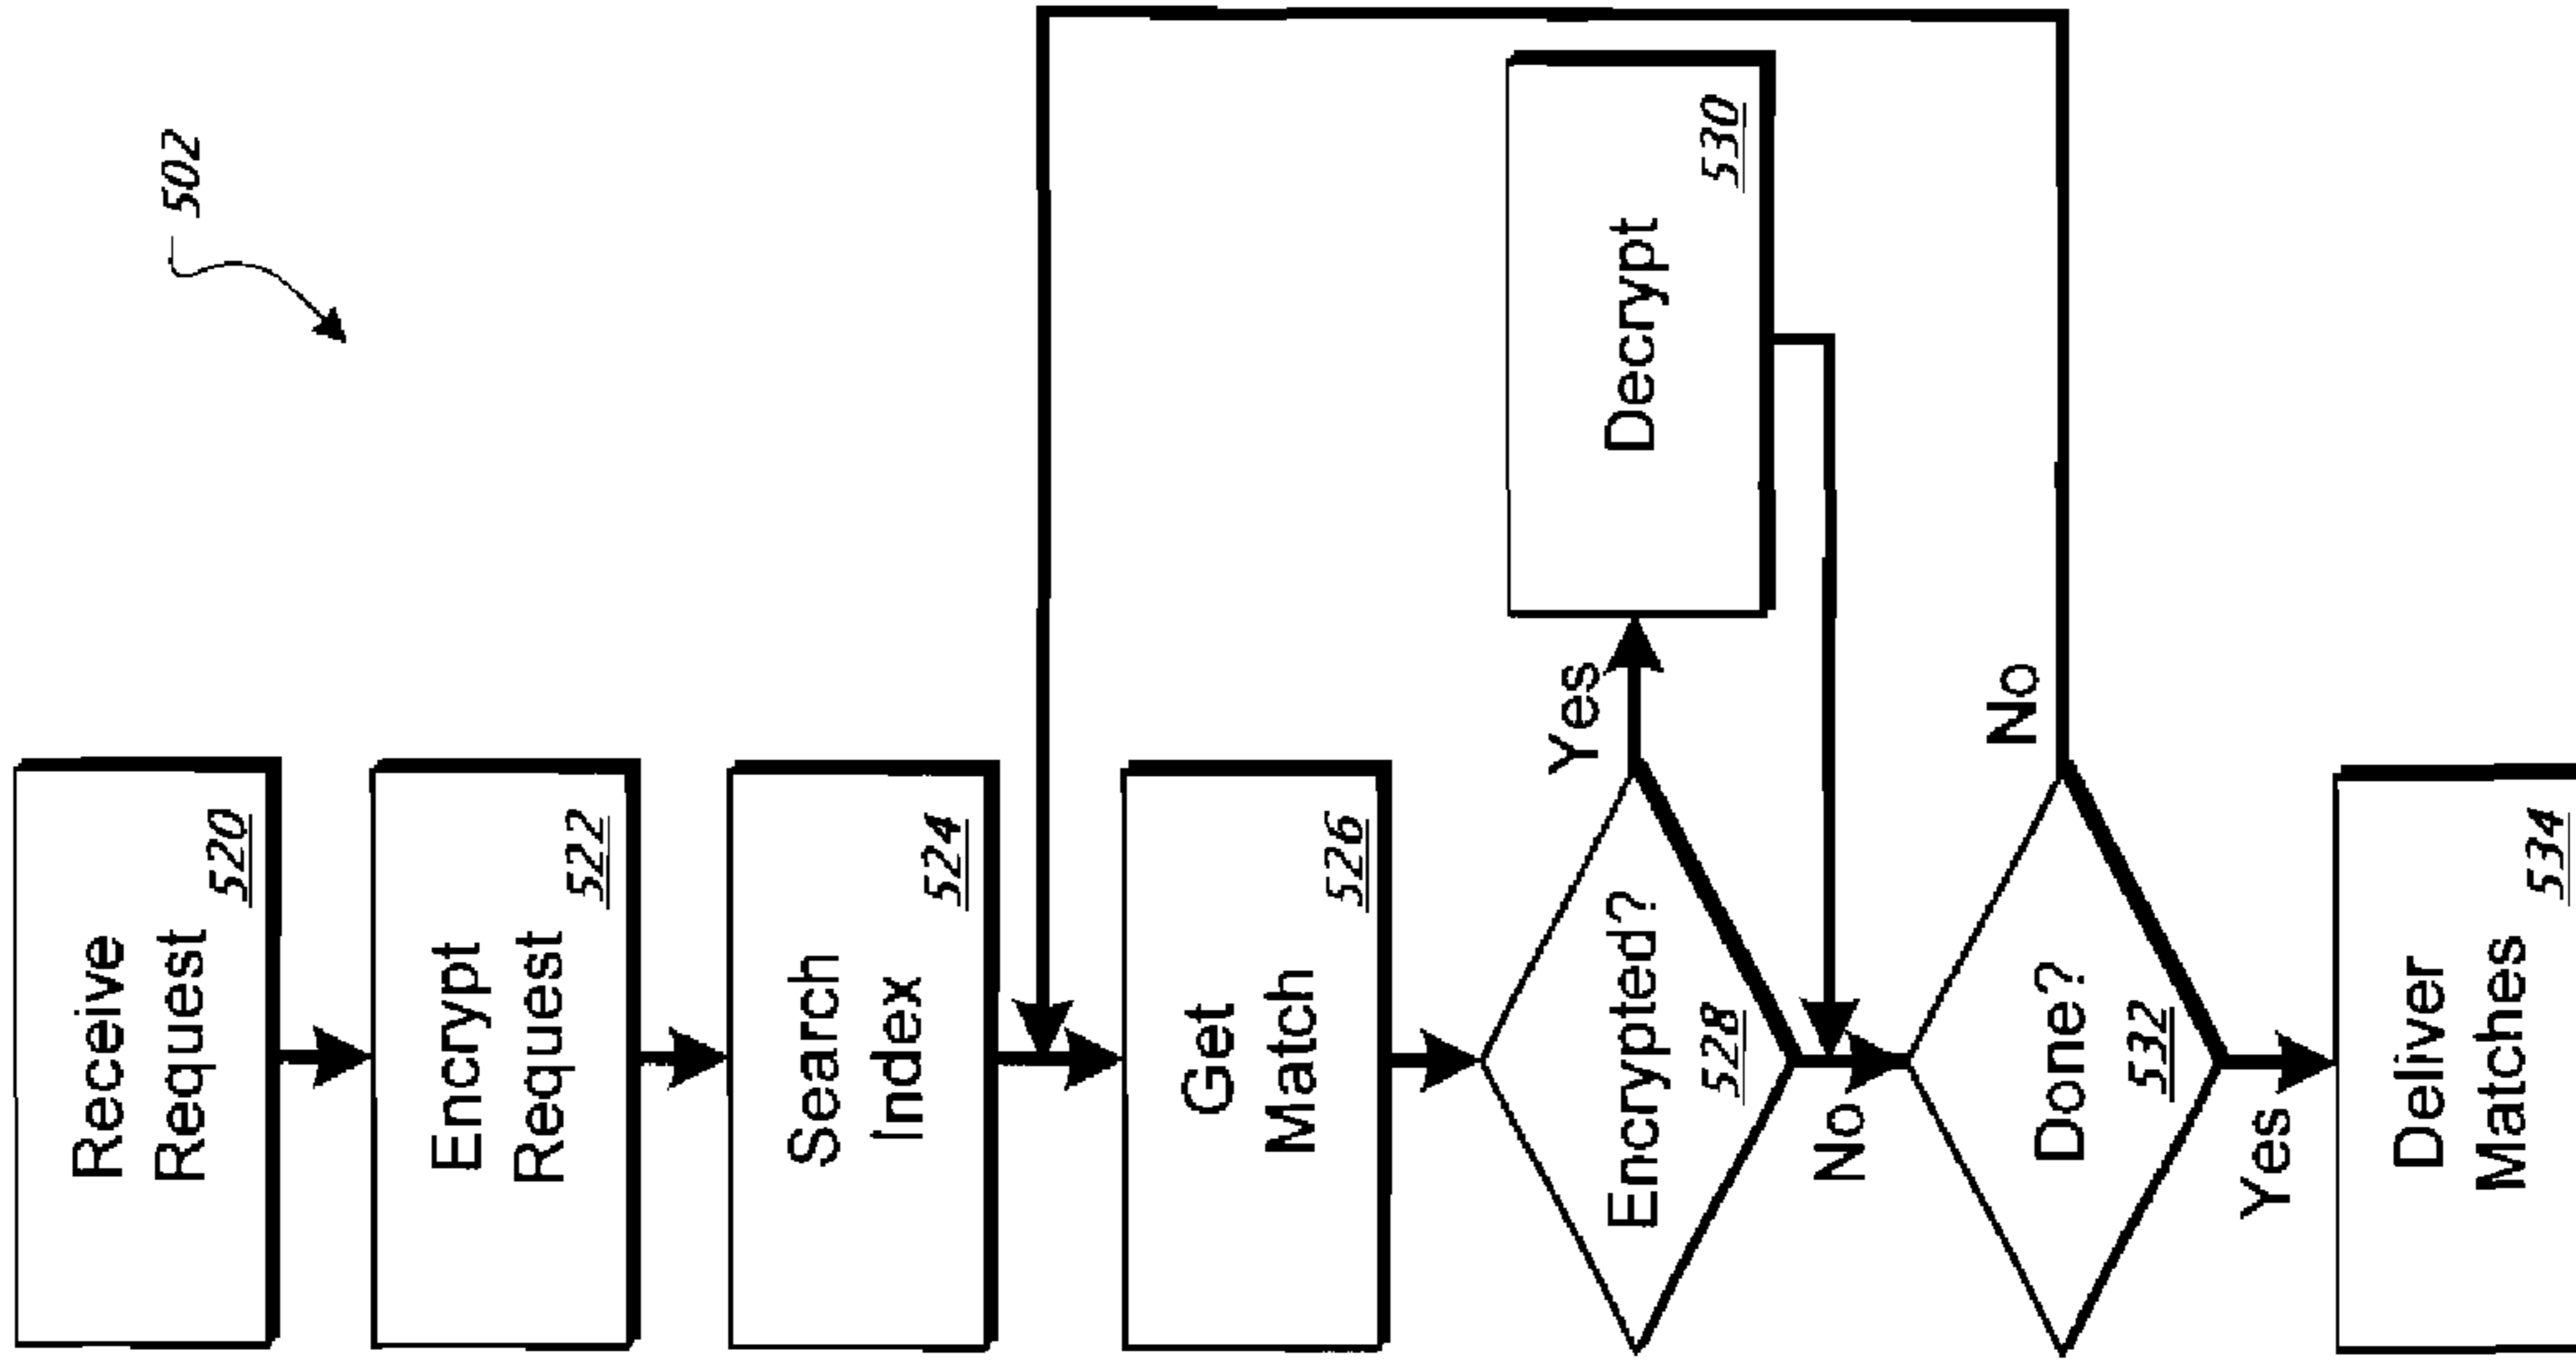 502
Receive
Request
520
Encrypt
Request
522
Search
Index
524
Get
Match
526
Encrypted?
528
Yes
Decrypt
530
No
Done?
532
No
Yes
Deliver
Matches
534